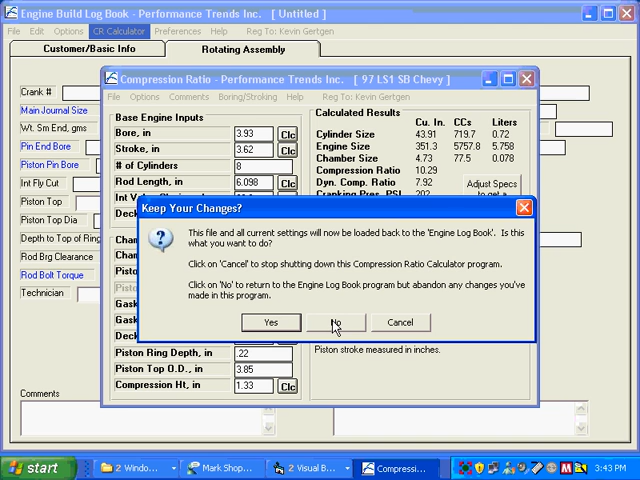 Engine Build Log Book - Performance Trends Inc.   [ Untitled ]
File Edit Options CR Calculator Preferences Help Reg To: Kevin Gertgen
Customer/Basic Info Rotating Assembly
Crank #
Main Journal Size
Wt. Sm End, gms
Pin End Bore
Piston Pin Bore
Int Fly Cut
Piston Top
Piston Top Dia
Depth to Top of Ring
Rod Brg Clearance
Rod Bolt Torque
Technician
Comments
Compression Ratio - Performance Trends Inc.   [ 97 LS1 SB Chevy ]
File Options Comments Boring/Stroking Help Reg To: Kevin Gertgen
Base Engine Inputs
Bore, in 3.93 Clc
Stroke, in 3.62 Clc
# of Cylinders 8
Rod Length, in 6.098 Clc
Calculated Results
Cu. In. CCs Liters
Cylinder Size 43.91 719.7 0.72
Engine Size 351.3 5757.8 5.758
Chamber Size 4.73 77.5 0.078
Compression Ratio 10.29
Dyn. Comp. Ratio 7.92
Cranking Pres, PSI 202
Adjust Specs
to get a
Keep Your Changes?
This file and all current settings will now be loaded back to the 'Engine Log Book'. Is this
what you want to do?
Click on 'Cancel' to stop shutting down this Compression Ratio Calculator program.
Click on 'No' to return to the Engine Log Book program but abandon any changes you've
made in this program.
Yes No Cancel
Piston Ring Depth, in .22
Piston Top O.D., in 3.85
Compression Ht, in 1.33 Clc
Piston stroke measured in inches.
start 2 Windo... Mark Shop... 2 Visual B... Compressi... 3:43 PM